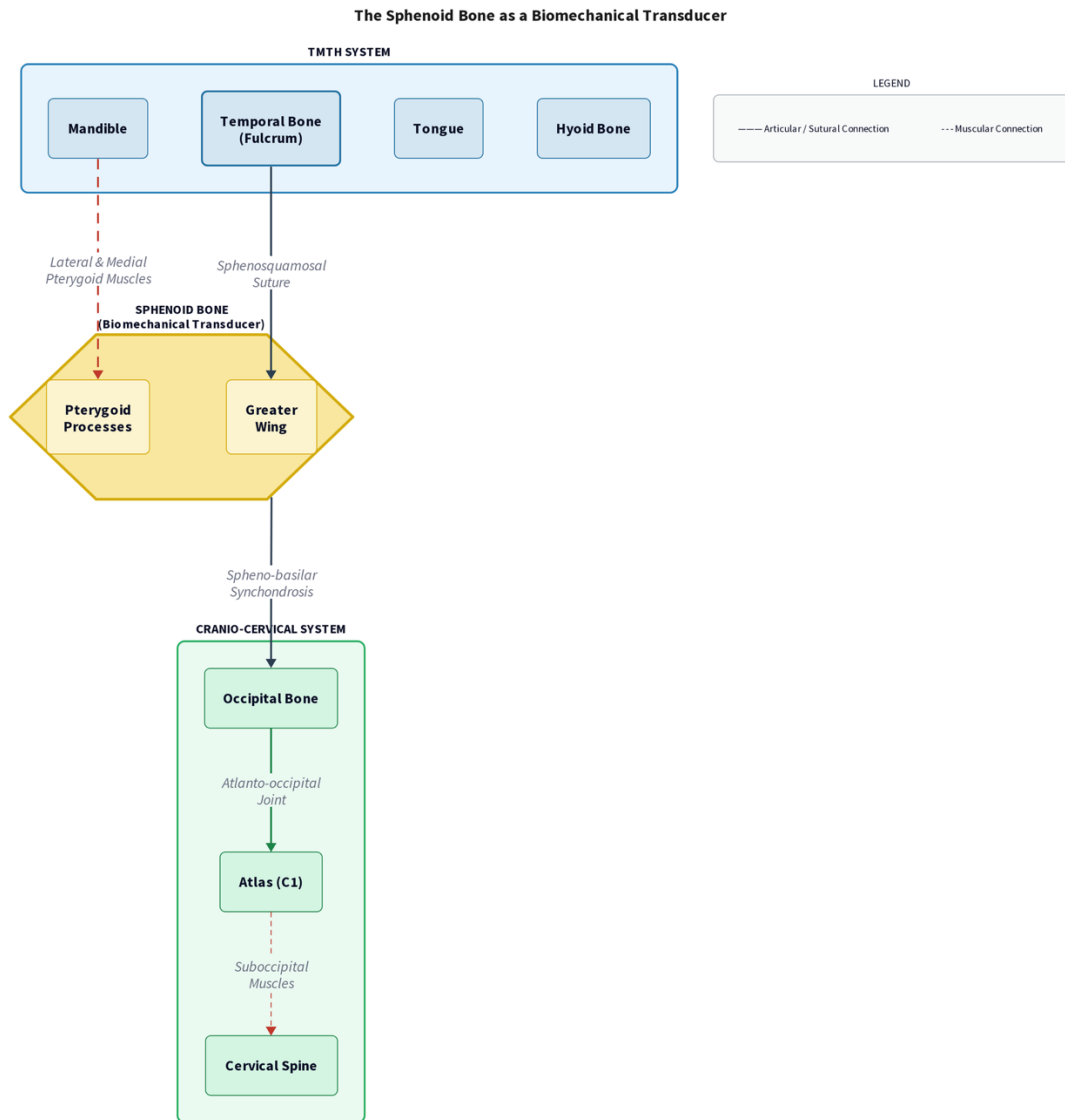 The Sphenoid Bone as a Biomechanical Transducer
TMTH SYSTEM
LEGEND
Mandible
Temporal Bone
(Fulcrum)
Tongue
Hyoid Bone
Articular / Sutural Connection
Muscular Connection
Lateral & Medial
Pterygoid Muscles
Sphenosquamosal
Suture
SPHENOID BONE
(Biomechanical Transducer)
Pterygoid
Processes
Greater
Wing
Spheno-basilar
Synchondrosis
CRANIO-CERVICAL SYSTEM
Occipital Bone
Atlanto-occipital
Joint
Atlas (C1)
Suboccipital
Muscles
Cervical Spine